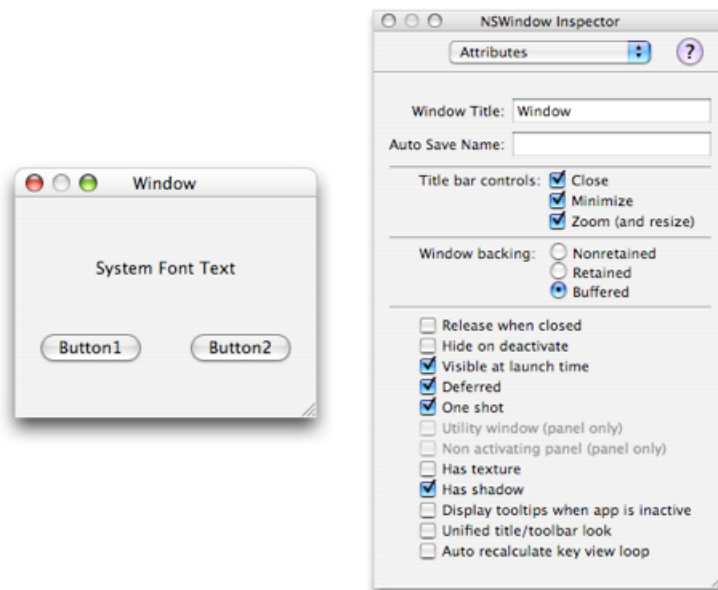 Window
System Font Text
Button1 Button2
NSWindow Inspector
Attributes ?
Window Title: Window
Auto Save Name:
Title bar controls: Close
Minimize
Zoom (and resize)
Window backing: Nonretained
Retained
Buffered
Release when closed
Hide on deactivate
Visible at launch time
Deferred
One shot
Utility window (panel only)
Non activating panel (panel only)
Has texture
Has shadow
Display tooltips when app is inactive
Unified title/toolbar look
Auto recalculate key view loop